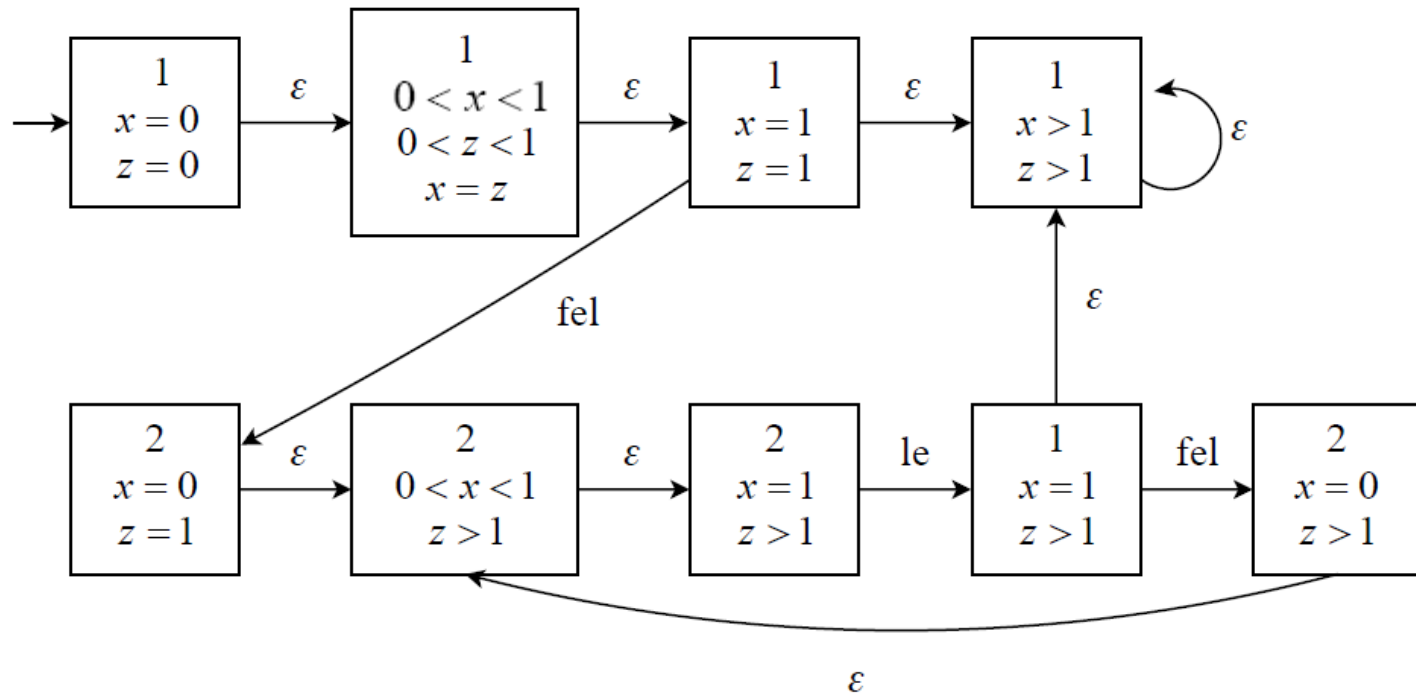 1
x = 0
z = 0
ε
1
0 < x < 1
0 < z < 1
x = z
ε
1
x = 1
z = 1
ε
1
x > 1
z > 1
ε
fel
ε
2
x = 0
z = 1
ε
2
0 < x < 1
z > 1
ε
2
x = 1
z > 1
le
1
x = 1
z > 1
fel
2
x = 0
z > 1
ε